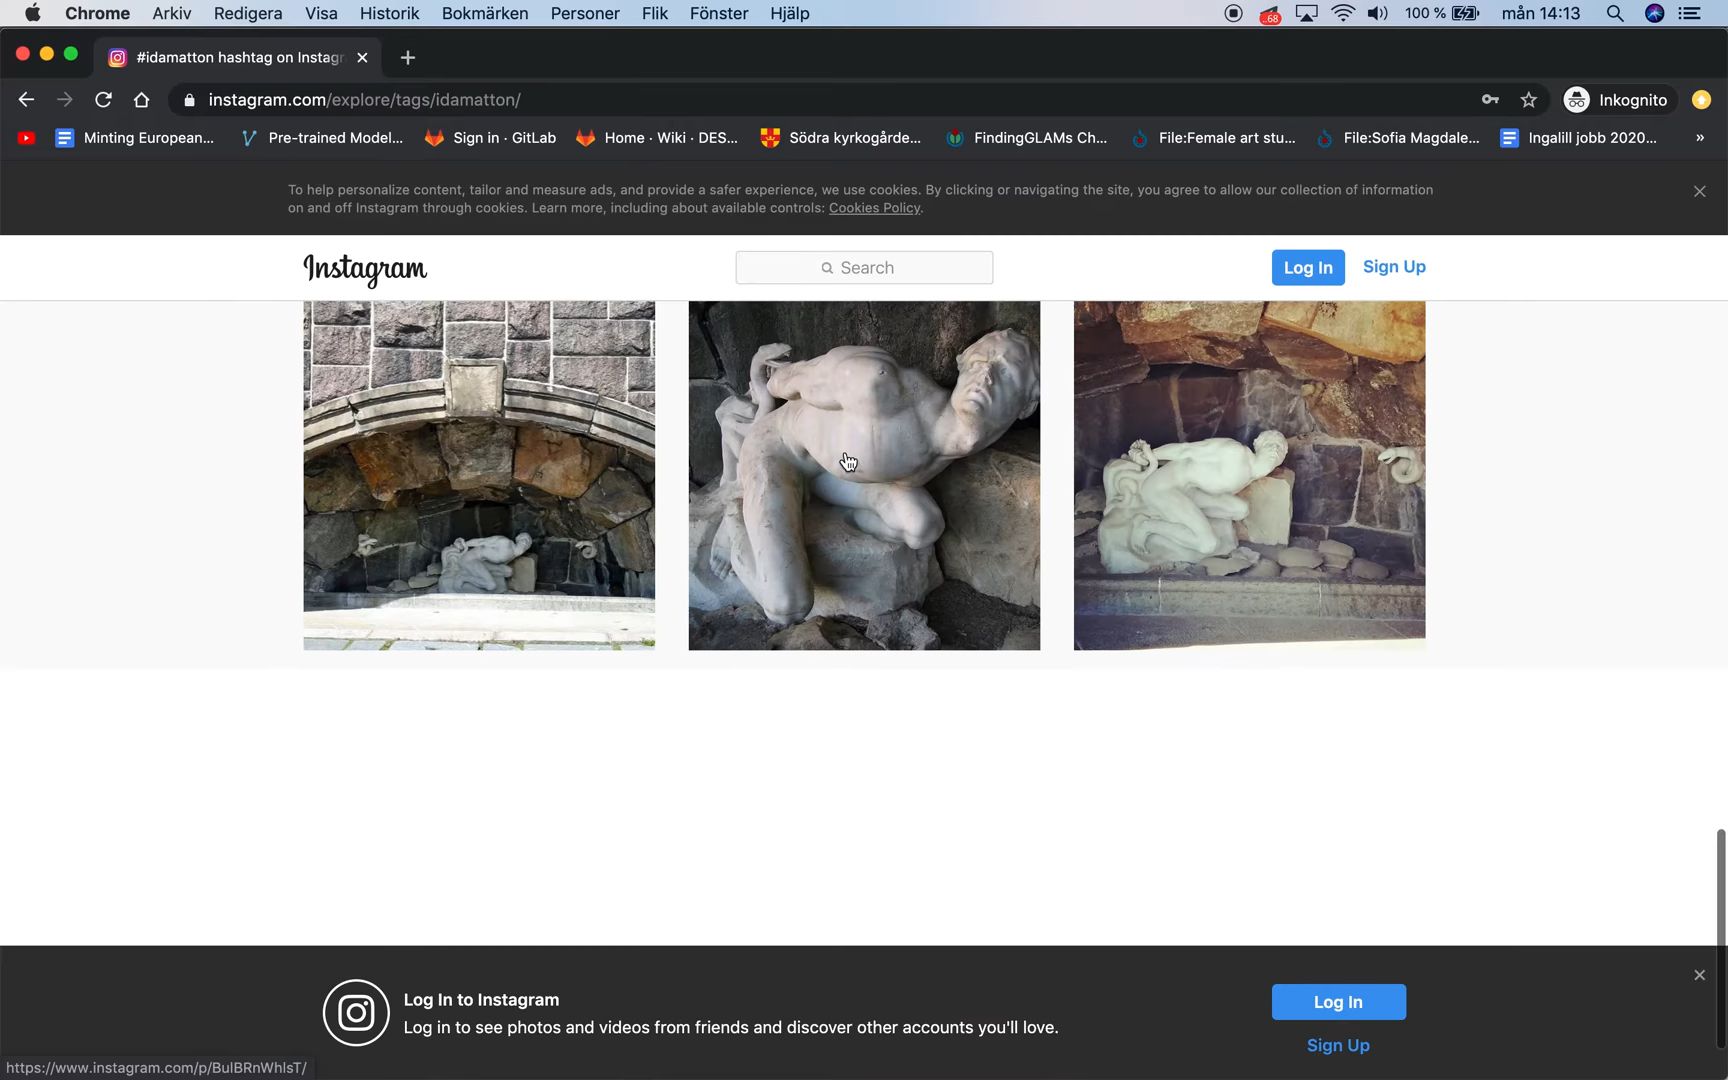 Chrome Arkiv Redigera Visa Historik Bokmärken Personer Flik Fönster Hjälp ..68 100 % mån 14:13
#idamatton hashtag on Instagr
instagram.com/explore/tags/idamatton/ Inkognito
Minting European... Pre-trained Model... Sign in · GitLab Home · Wiki · DES... Södra kyrkogårde... FindingGLAMs Ch... File:Female art stu... File:Sofia Magdale... Ingalill jobb 2020... »
To help personalize content, tailor and measure ads, and provide a safer experience, we use cookies. By clicking or navigating the site, you agree to allow our collection of information
on and off Instagram through cookies. Learn more, including about available controls: Cookies Policy.
Instagram Search Log In Sign Up
Log In to Instagram
Log in to see photos and videos from friends and discover other accounts you'll love.
Log In
Sign Up
https://www.instagram.com/p/BulBRnWhlsT/